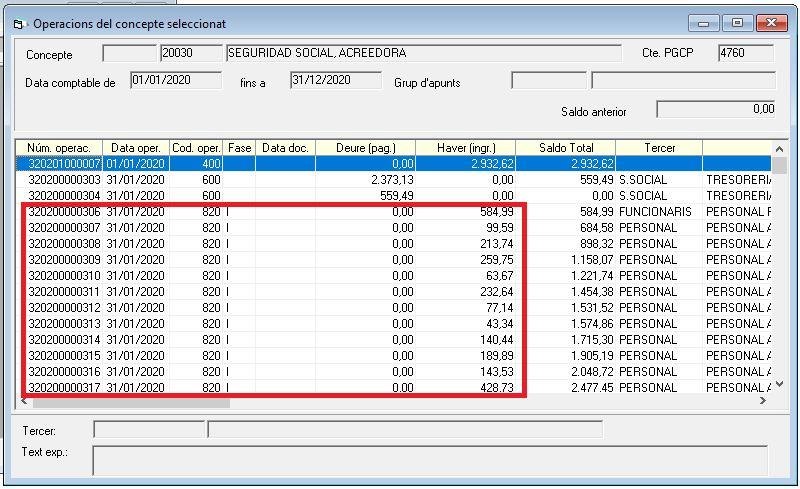 Operacions del concepte seleccionat
Concepte 20030 SEGURIDAD SOCIAL, ACREEDORA Cte. PGCP 4760
Data comptable de 01/01/2020 fins a 31/12/2020 Grup d'apunts
Saldo anterior 0,00
Núm. operac. Data oper. Cod. oper. Fase Data doc. Deure (pag.) Haver (ingr.) Saldo Total Tercer
320201000007 01/01/2020 400 0,00 2.932,62 2.932,62
320200000303 31/01/2020 600 2.373,13 0,00 559,49 S.SOCIAL TRESORERIA
320200000304 31/01/2020 600 559,49 0,00 0,00 S.SOCIAL TRESORERIA
320200000306 31/01/2020 820 I 0,00 584,99 584,99 FUNCIONARIS PERSONAL F
320200000307 31/01/2020 820 I 0,00 99,59 684,58 PERSONAL PERSONAL A
320200000308 31/01/2020 820 I 0,00 213,74 898,32 PERSONAL PERSONAL A
320200000309 31/01/2020 820 I 0,00 259,75 1.158,07 PERSONAL PERSONAL A
320200000310 31/01/2020 820 I 0,00 63,67 1.221,74 PERSONAL PERSONAL A
320200000311 31/01/2020 820 I 0,00 232,64 1.454,38 PERSONAL PERSONAL A
320200000312 31/01/2020 820 I 0,00 77,14 1.531,52 PERSONAL PERSONAL A
320200000313 31/01/2020 820 I 0,00 43,34 1.574,86 PERSONAL PERSONAL A
320200000314 31/01/2020 820 I 0,00 140,44 1.715,30 PERSONAL PERSONAL A
320200000315 31/01/2020 820 I 0,00 189,89 1.905,19 PERSONAL PERSONAL A
320200000316 31/01/2020 820 I 0,00 143,53 2.048,72 PERSONAL PERSONAL A
320200000317 31/01/2020 820 I 0,00 428,73 2.477,45 PERSONAL PERSONAL A
Tercer:
Text exp.: